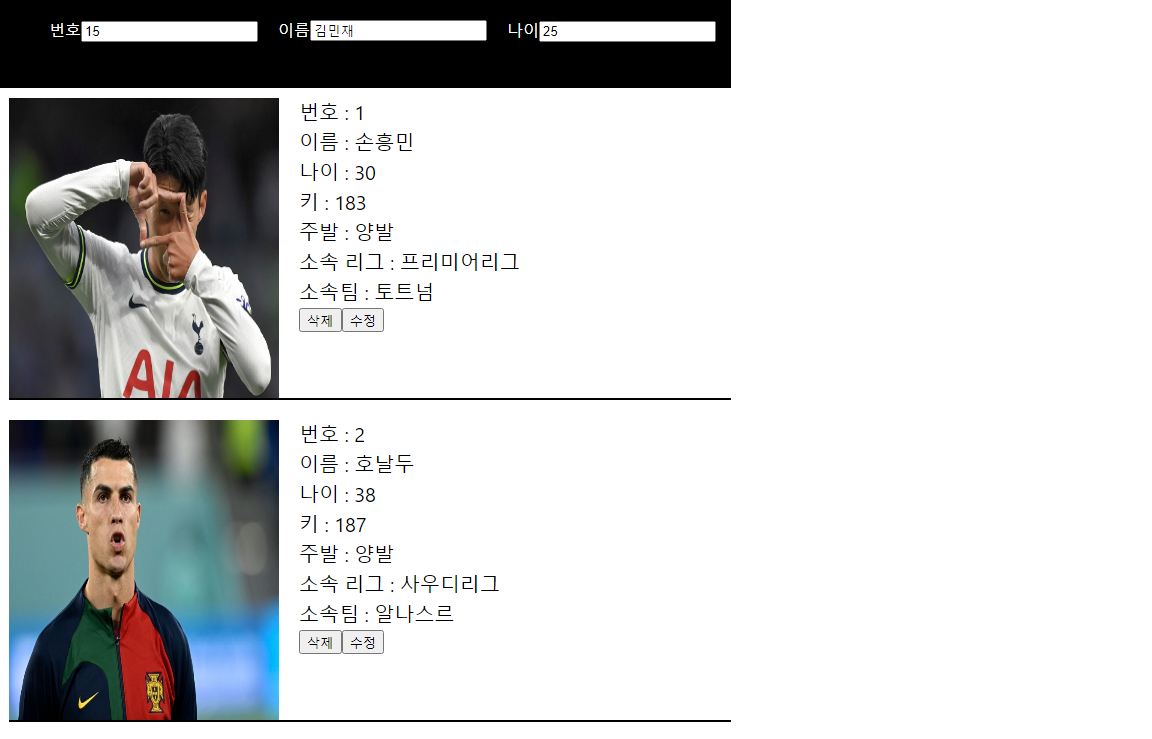 번호 15 이름 김민재 나이 25
번호 : 1
이름 : 손흥민
나이 : 30
키 : 183
주발 : 양발
소속 리그 : 프리미어리그
소속팀 : 토트넘
삭제 수정
AIA
번호 : 2
이름 : 호날두
나이 : 38
키 : 187
주발 : 양발
소속 리그 : 사우디리그
소속팀 : 알나스르
삭제 수정